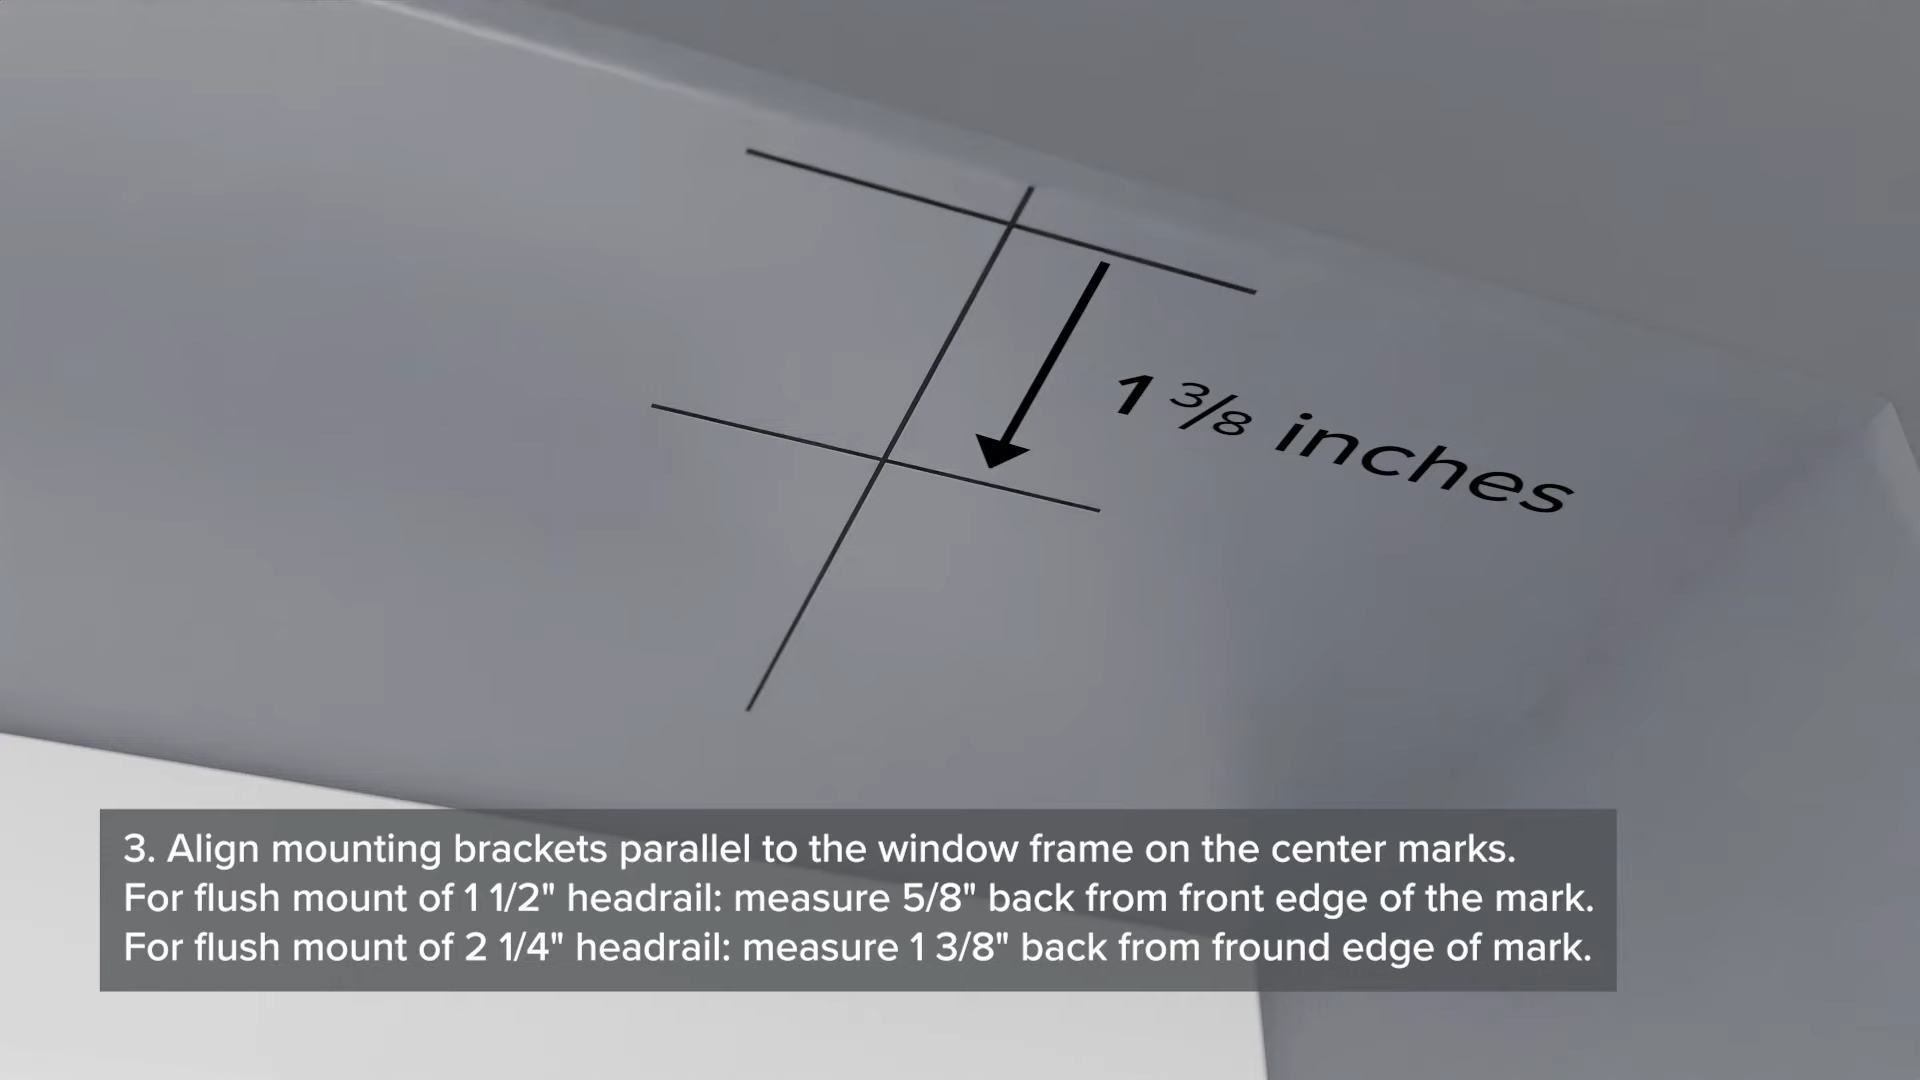 1 3/8 inches
3. Align mounting brackets parallel to the window frame on the center marks.
For flush mount of 1 1/2" headrail: measure 5/8" back from front edge of the mark.
For flush mount of 2 1/4" headrail: measure 1 3/8" back from fround edge of mark.